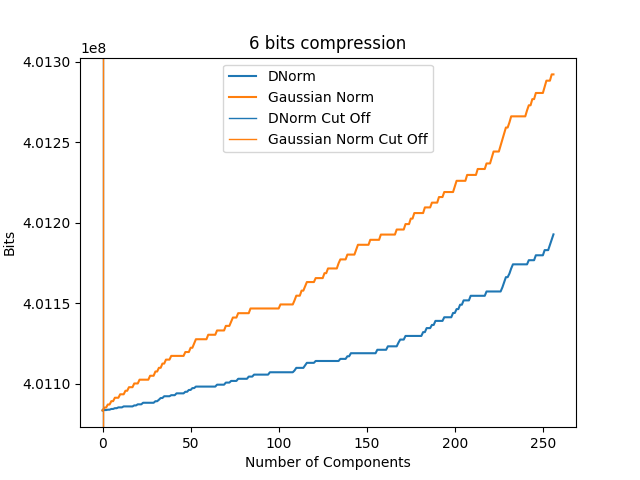 6 bits compression
1e8
4.0130
4.0125
4.0120
4.0115
4.0110
Bits
DNorm
Gaussian Norm
DNorm Cut Off
Gaussian Norm Cut Off
0 50 100 150 200 250
Number of Components